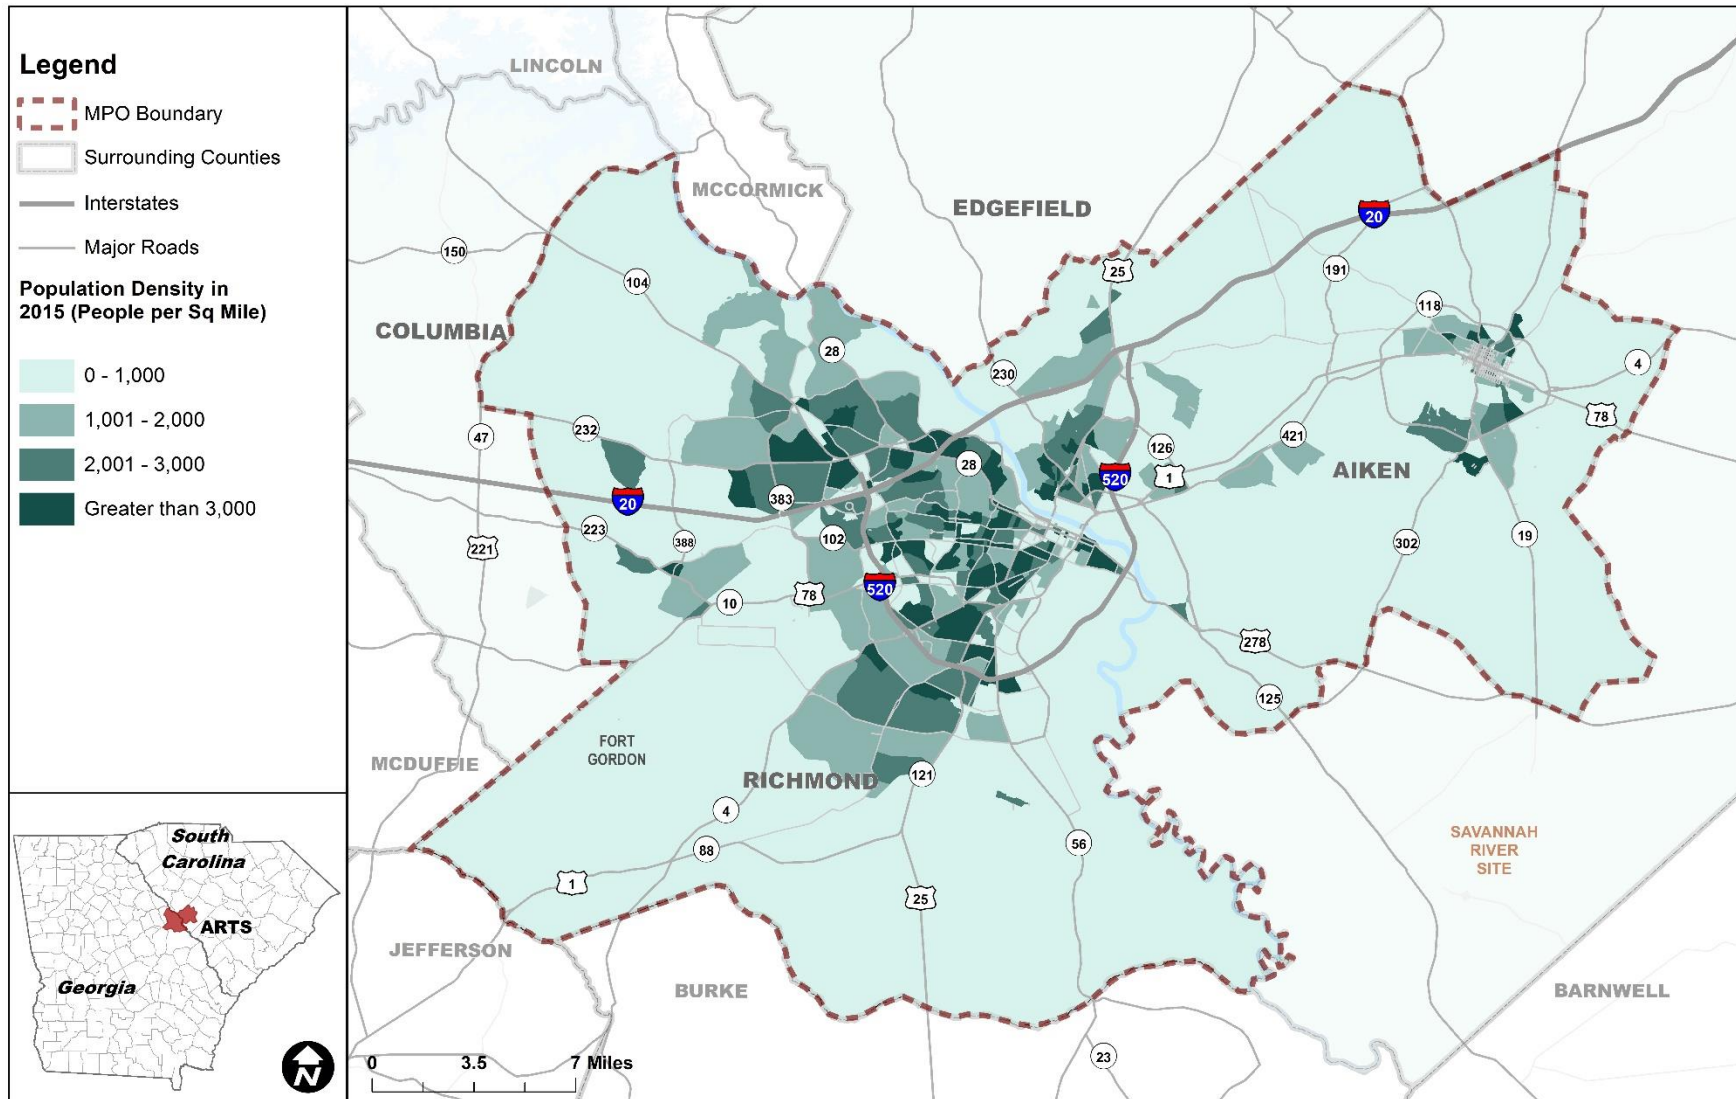 Legend
MPO Boundary
Surrounding Counties
Interstates
Major Roads
Population Density in
2015 (People per Sq Mile)
0 - 1,000
1,001 - 2,000
2,001 - 3,000
Greater than 3,000
South
Carolina
ARTS
Georgia
N
LINCOLN
MCCORMICK
EDGEFIELD
20
150
25
191
104
118
COLUMBIA
28
230
4
78
232
47
421
126
28
AIKEN
520
1
383
20
223
102
388
221
302
19
520
78
10
278
125
FORT
GORDON
MCDUFFIE
RICHMOND
121
4
88
56
SAVANNAH
RIVER
SITE
1
25
JEFFERSON
BURKE
BARNWELL
23
0 3.5 7 Miles